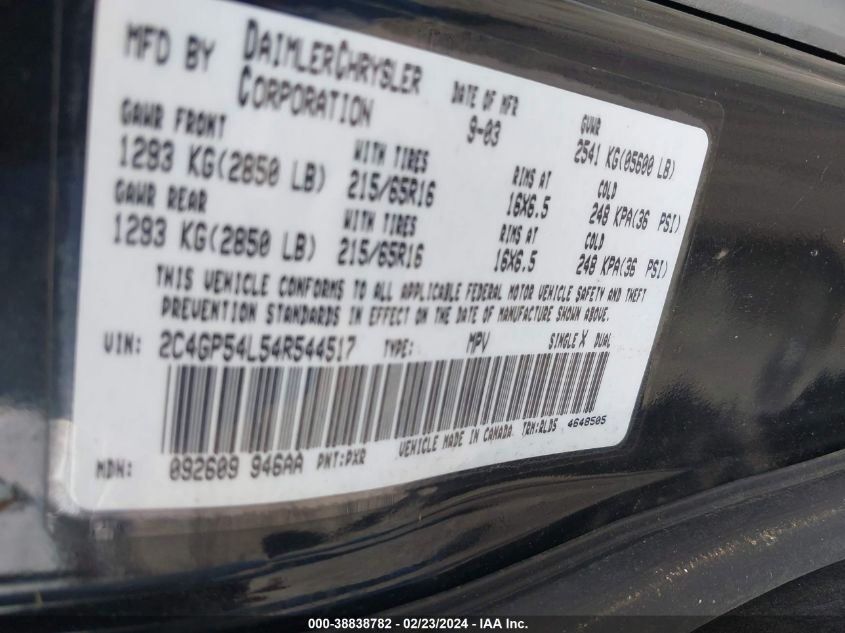 MFD BY DAIMLERCHRYSLER CORPORATION DATE OF MFR 9-03 GVWR 2541 KG(05600 LB)
GAWR FRONT 1293 KG(2850 LB) WITH TIRES 215/65R16 RIMS AT 16X6.5 COLD 248 KPA(36 PSI)
GAWR REAR 1293 KG(2850 LB) WITH TIRES 215/65R16 RIMS AT 16X6.5 COLD 248 KPA(36 PSI)
THIS VEHICLE CONFORMS TO ALL APPLICABLE FEDERAL MOTOR VEHICLE SAFETY AND THEFT
PREVENTION STANDARDS IN EFFECT ON THE DATE OF MANUFACTURE SHOWN ABOVE.
VIN: 2C4GP54L54R544517 TYPE: MPV SINGLE X DUAL
MDH: 092609 946AA PNT:PXR VEHICLE MADE IN CANADA TRM:RLD5 4648505
000-38838782 - 02/23/2024 - IAA Inc.